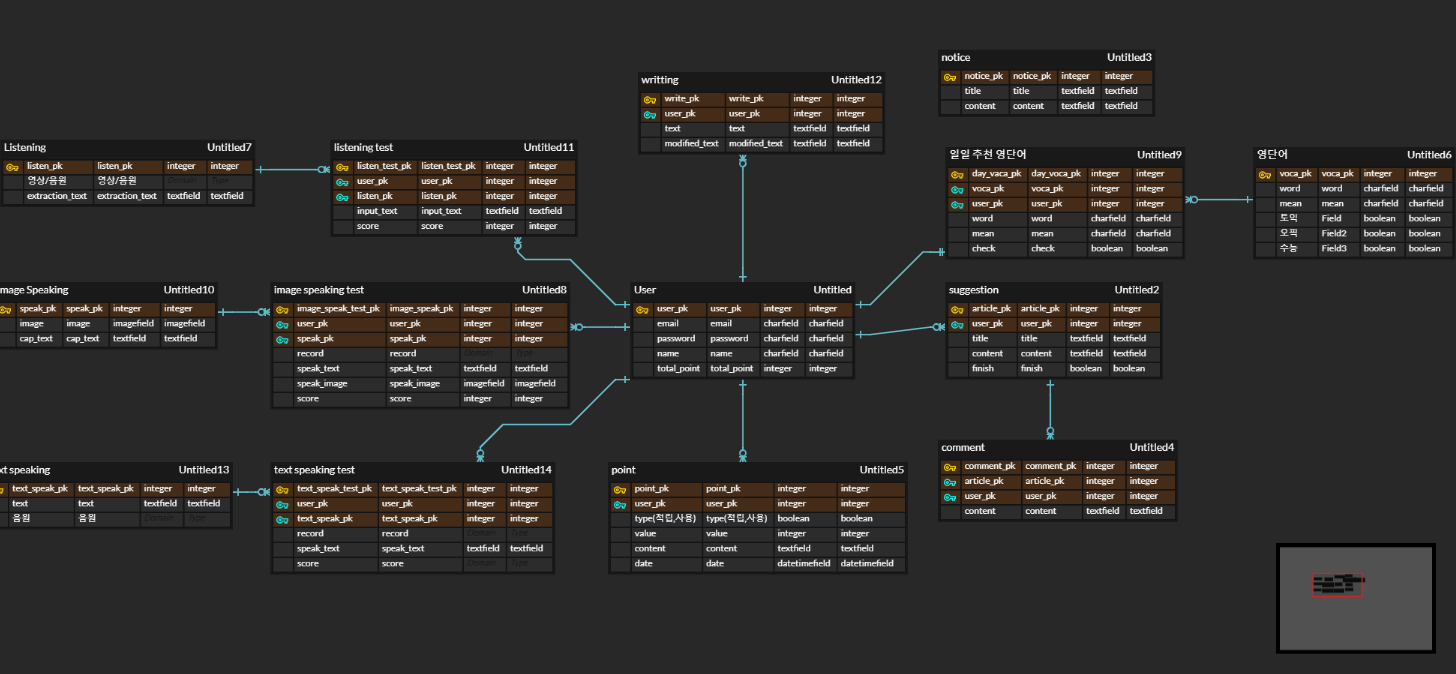 notice Untitled3
notice_pk notice_pk integer integer
title title textfield textfield
content content textfield textfield
writting Untitled12
write_pk write_pk integer integer
user_pk user_pk integer integer
text text textfield textfield
modified_text modified_text textfield textfield
Listening Untitled7
listen_pk listen_pk integer integer
영상/음원 영상/음원 Domain Type
extraction_text extraction_text textfield textfield
listening test Untitled11
listen_test_pk listen_test_pk integer integer
user_pk user_pk integer integer
listen_pk listen_pk integer integer
input_text input_text textfield textfield
score score integer integer
일일 추천 영단어 Untitled9
day_vaca_pk day_voca_pk integer integer
voca_pk voca_pk integer integer
user_pk user_pk integer integer
word word charfield charfield
mean mean charfield charfield
check check boolean boolean
영단어 Untitled6
voca_pk voca_pk integer integer
word word charfield charfield
mean mean charfield charfield
토익 Field boolean boolean
오픽 Field2 boolean boolean
수능 Field3 boolean boolean
mage Speaking Untitled10
speak_pk speak_pk integer integer
image image imagefield imagefield
cap_text cap_text textfield textfield
image speaking test Untitled8
image_speak_test_pk image_speak_pk integer integer
user_pk user_pk integer integer
speak_pk speak_pk integer integer
record record Domain Type
speak_text speak_text textfield textfield
speak_image speak_image imagefield imagefield
score score integer integer
User Untitled
user_pk user_pk integer integer
email email charfield charfield
password password charfield charfield
name name charfield charfield
total_point total_point integer integer
suggestion Untitled2
article_pk article_pk integer integer
user_pk user_pk integer integer
title title textfield textfield
content content textfield textfield
finish finish boolean boolean
xt speaking Untitled13
text_speak_pk text_speak_pk integer integer
text text textfield textfield
음원 음원 Domain Type
text speaking test Untitled14
text_speak_test_pk text_speak_test_pk integer integer
user_pk user_pk integer integer
text_speak_pk text_speak_pk integer integer
record record Domain Type
speak_text speak_text textfield textfield
score score Domain Type
point Untitled5
point_pk point_pk integer integer
user_pk user_pk integer integer
type(적립,사용) type(적립,사용) boolean boolean
value value integer integer
content content textfield textfield
date date datetimefield datetimefield
comment Untitled4
comment_pk comment_pk integer integer
article_pk article_pk integer integer
user_pk user_pk integer integer
content content textfield textfield